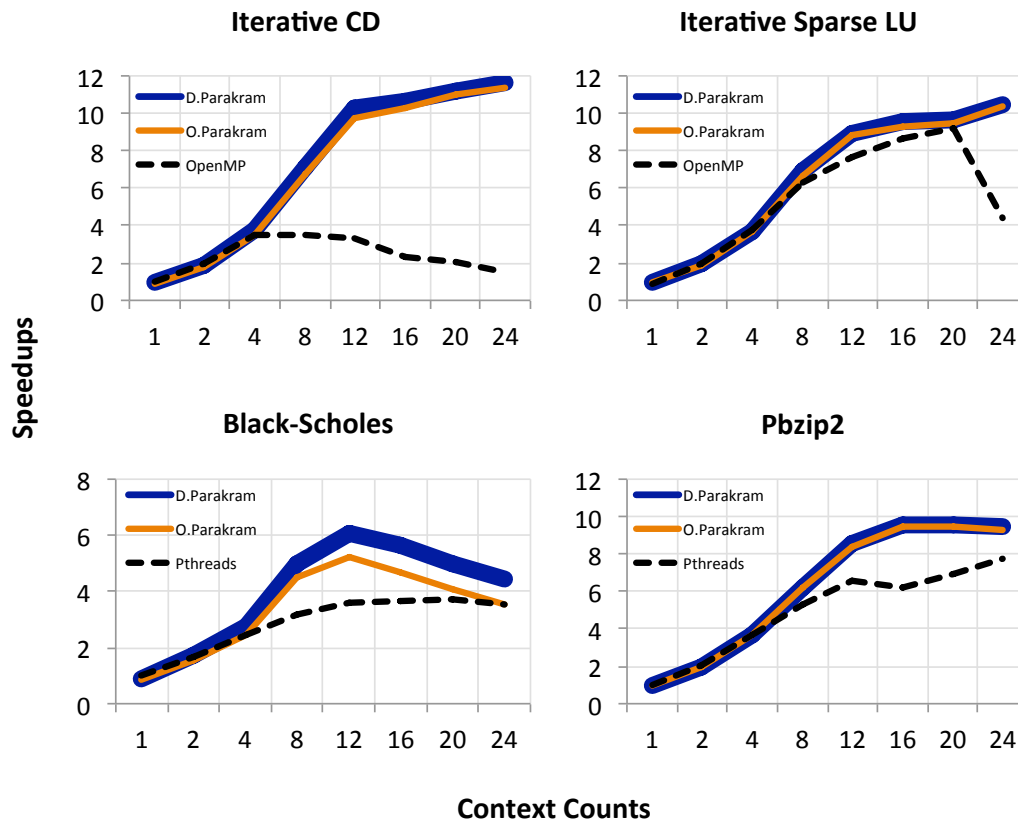 Iterative CD
12
10
8
6
4
2
0
D.Parakram
O.Parakram
OpenMP
1 2 4 8 12 16 20 24
Iterative Sparse LU
12
10
8
6
4
2
0
D.Parakram
O.Parakram
OpenMP
1 2 4 8 12 16 20 24
Speedups
Black-Scholes
8
6
4
2
0
D.Parakram
O.Parakram
Pthreads
1 2 4 8 12 16 20 24
Pbzip2
12
10
8
6
4
2
0
D.Parakram
O.Parakram
Pthreads
1 2 4 8 12 16 20 24
Context Counts